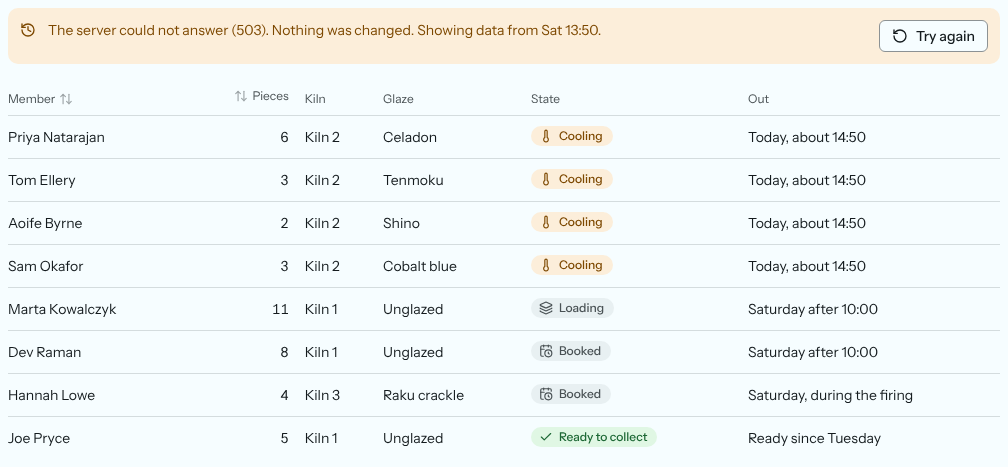 The server could not answer (503). Nothing was changed. Showing data from Sat 13:50.
Try again
Member Pieces Kiln Glaze State Out
Priya Natarajan 6 Kiln 2 Celadon Cooling Today, about 14:50
Tom Ellery 3 Kiln 2 Tenmoku Cooling Today, about 14:50
Aoife Byrne 2 Kiln 2 Shino Cooling Today, about 14:50
Sam Okafor 3 Kiln 2 Cobalt blue Cooling Today, about 14:50
Marta Kowalczyk 11 Kiln 1 Unglazed Loading Saturday after 10:00
Dev Raman 8 Kiln 1 Unglazed Booked Saturday after 10:00
Hannah Lowe 4 Kiln 3 Raku crackle Booked Saturday, during the firing
Joe Pryce 5 Kiln 1 Unglazed Ready to collect Ready since Tuesday